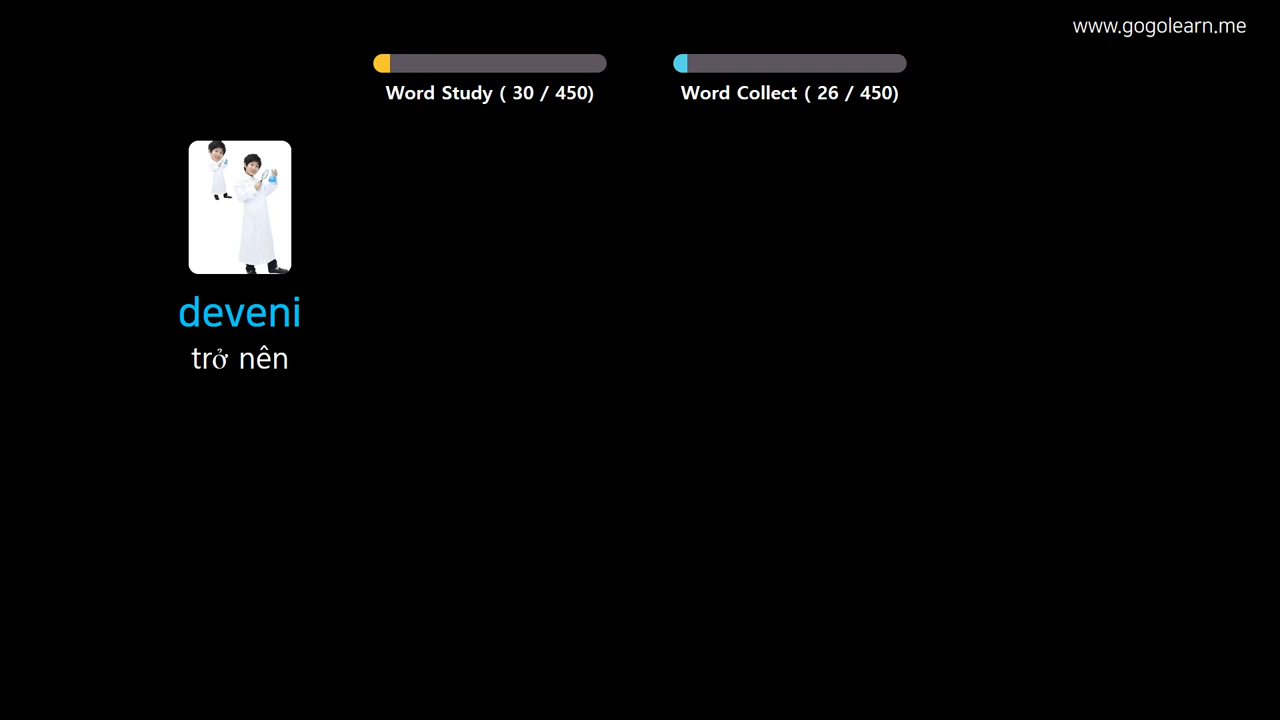 www.gogolearn.me
Word Study ( 30 / 450)
Word Collect ( 26 / 450)
deveni
trở nên